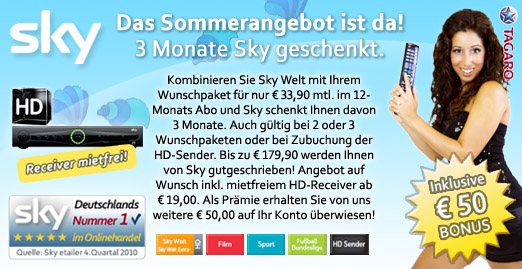 sky
Das Sommerangebot ist da!
3 Monate Sky geschenkt.
TAGARO
HD
Receiver mietfrei!
Kombinieren Sie Sky Welt mit Ihrem
Wunschpaket für nur € 33,90 mtl. im 12-
Monats Abo und Sky schenkt Ihnen davon
3 Monate. Auch gültig bei 2 oder 3
Wunschpaketen oder bei Zubuchung der
HD-Sender. Bis zu € 179,90 werden Ihnen
von Sky gutgeschrieben! Angebot auf
Wunsch inkl. mietfreiem HD-Receiver ab
€ 19,00. Als Prämie erhalten Sie von uns
weitere € 50,00 auf Ihr Konto überwiesen!
sky
Deutschlands
Nummer 1
im Onlinehandel
Quelle: Sky etailer 4.Quartal 2010
Sky Welt
Sky Welt Extra
Film
Sport
Fußball
Bundesliga
HD Sender
Inklusive
€ 50
BONUS